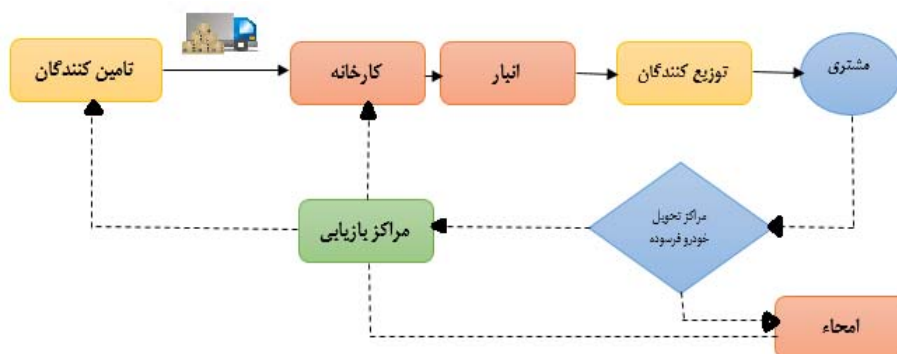 تامین کنندگان
کارخانه
انبار
توزیع کنندگان
مشتری
مراکز بازیابی
مراکز تحویل
خودرو فرسوده
امحاء